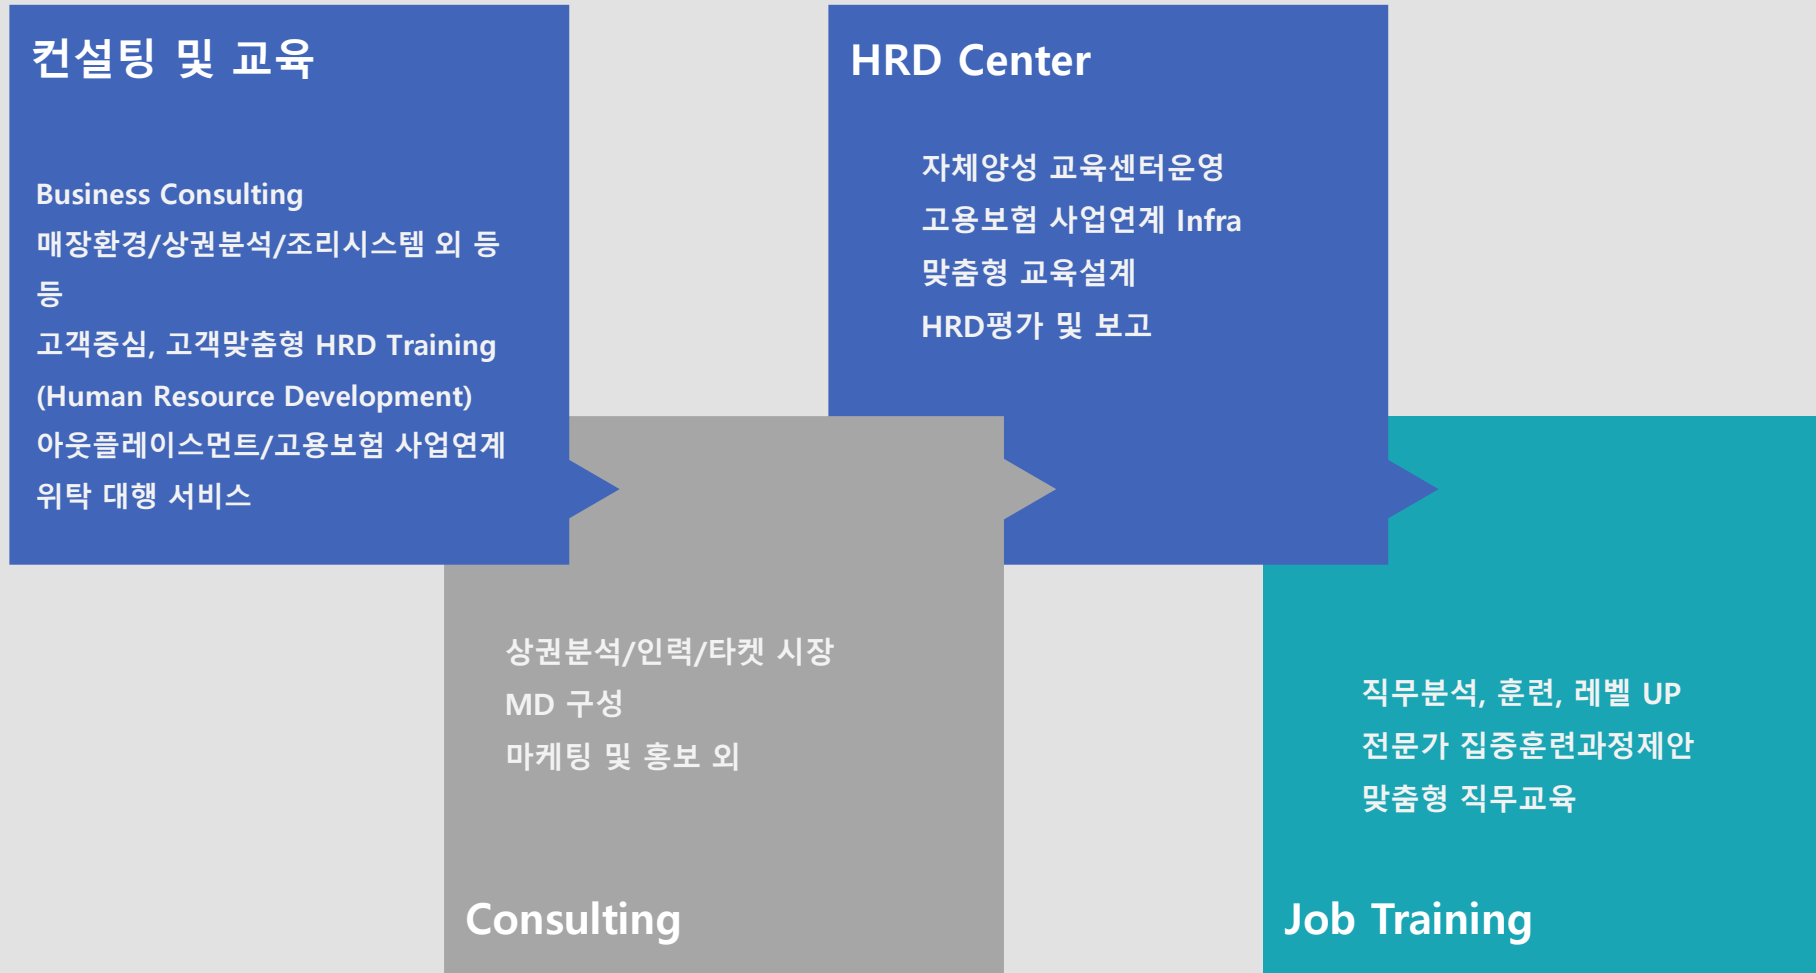 컨설팅 및 교육
Business Consulting
매장환경/상권분석/조리시스템 외 등
등
고객중심, 고객맞춤형 HRD Training
(Human Resource Development)
아웃플레이스먼트/고용보험 사업연계
위탁 대행 서비스
상권분석/인력/타켓 시장
MD 구성
마케팅 및 홍보 외
Consulting
HRD Center
자체양성 교육센터운영
고용보험 사업연계 Infra
맞춤형 교육설계
HRD평가 및 보고
직무분석, 훈련, 레벨 UP
전문가 집중훈련과정제안
맞춤형 직무교육
Job Training